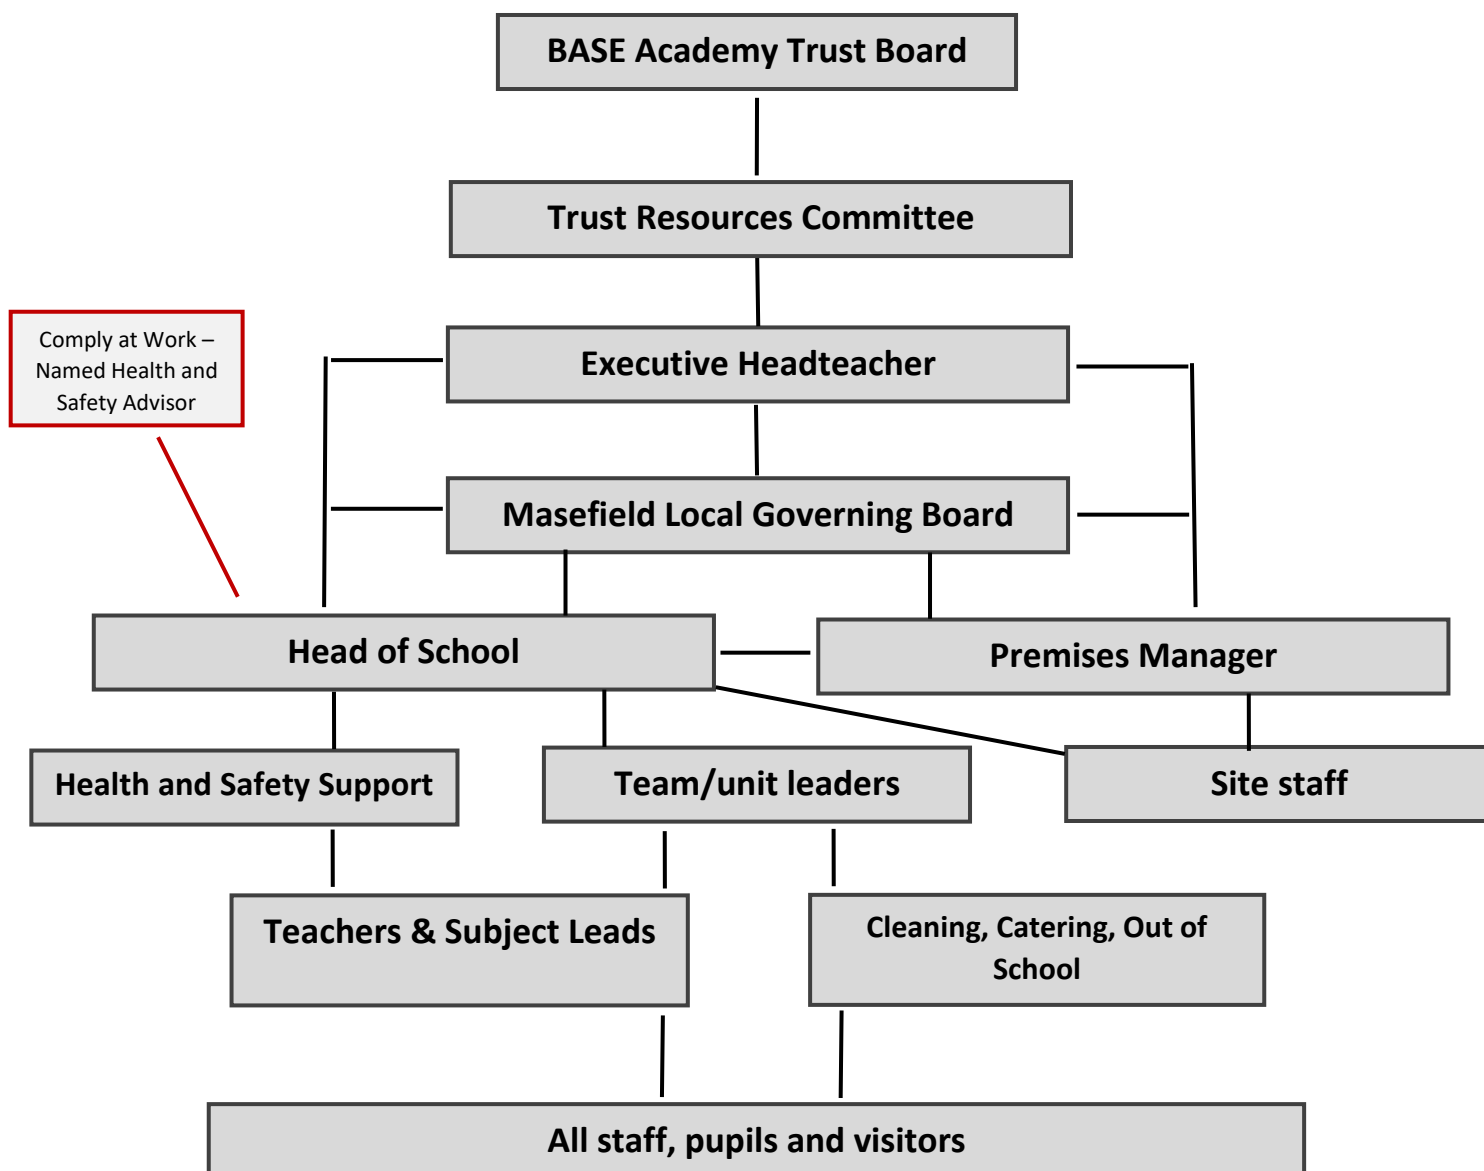 BASE Academy Trust Board
Trust Resources Committee
Comply at Work –
Named Health and
Safety Advisor
Executive Headteacher
Masefield Local Governing Board
Head of School
Premises Manager
Health and Safety Support
Team/unit leaders
Site staff
Teachers & Subject Leads
Cleaning, Catering, Out of
School
All staff, pupils and visitors